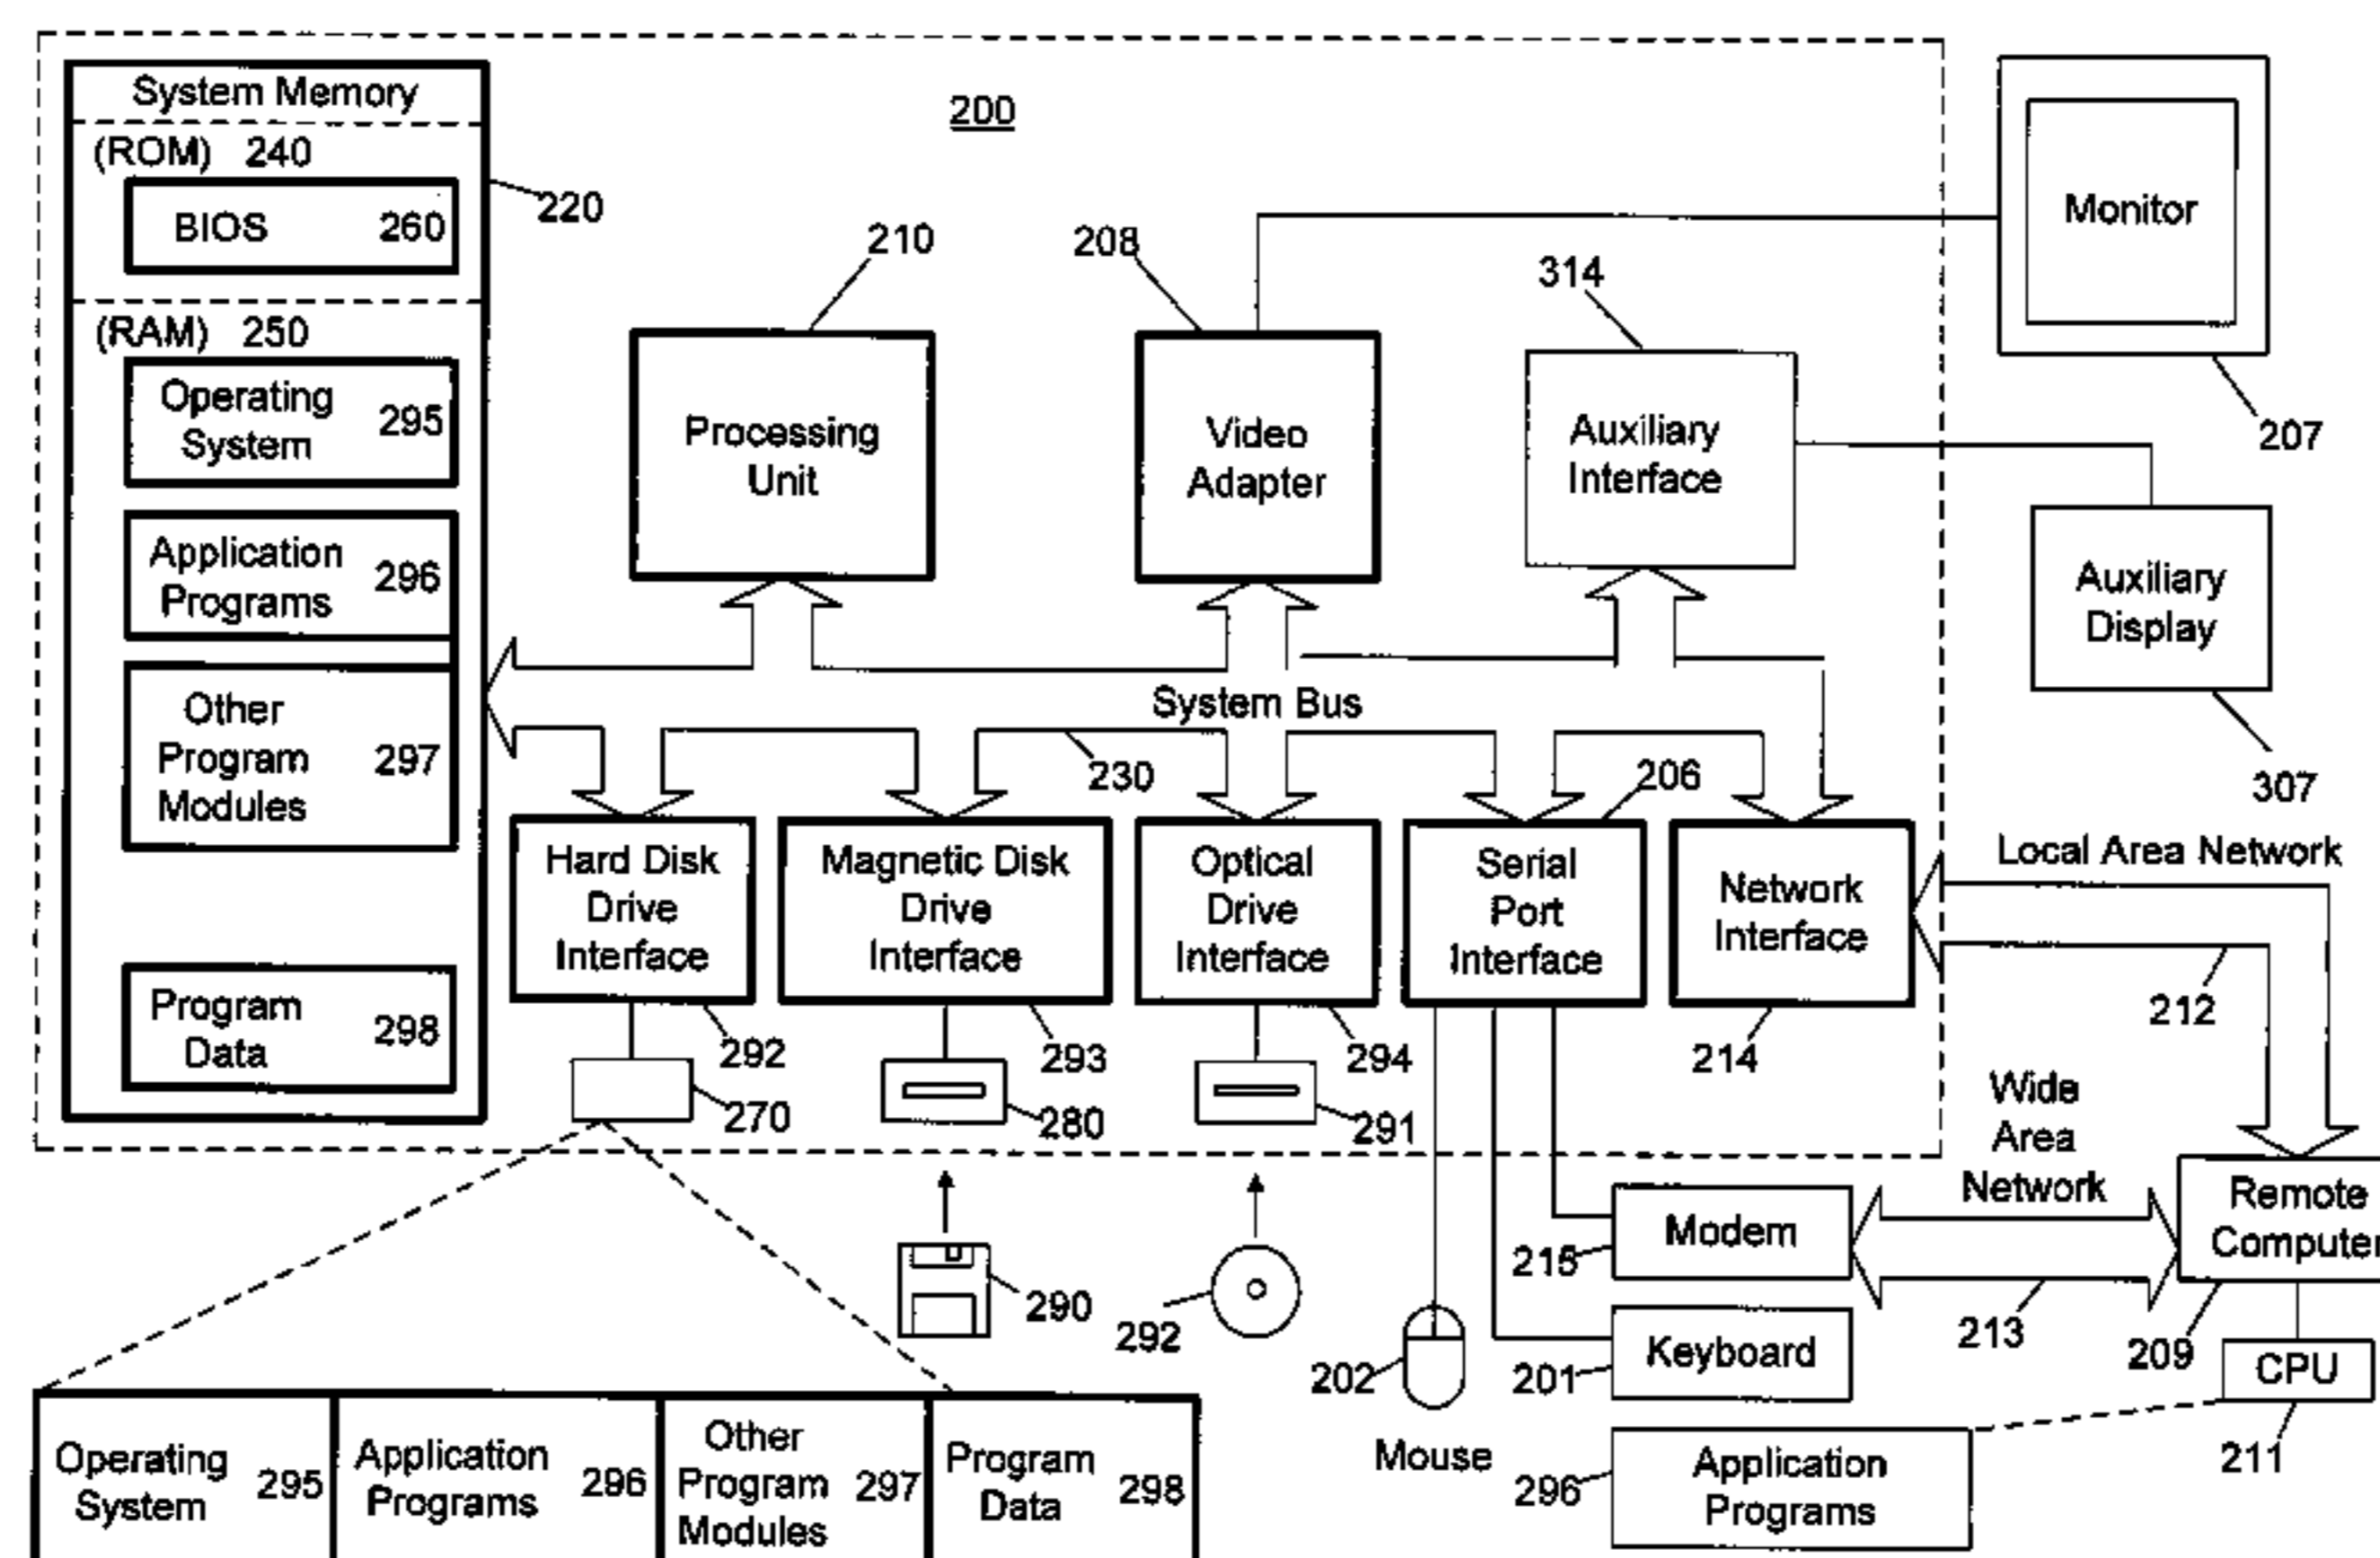 System Memory
(ROM) 240
BIOS 260
220
(RAM) 250
Operating
System 295
Application
Programs 296
Other
Program
Modules 297
Program
Data 298
200
210
Processing
Unit
208
Video
Adapter
314
Auxiliary
Interface
Monitor
207
Auxiliary
Display
307
System Bus
230
206
Hard Disk
Drive
Interface
292
270
Magnetic Disk
Drive
Interface
293
280
Optical
Drive
Interface
294
291
Serial
Port
Interface
Network
Interface
214
Local Area Network
212
Wide
Area
Network
Remote
Computer
213
209
CPU
211
Modem
215
Keyboard
201
202
Mouse
290
292
296
Application
Programs
Operating
System 295
Application
Programs 296
Other
Program
Modules 297
Program
Data 298